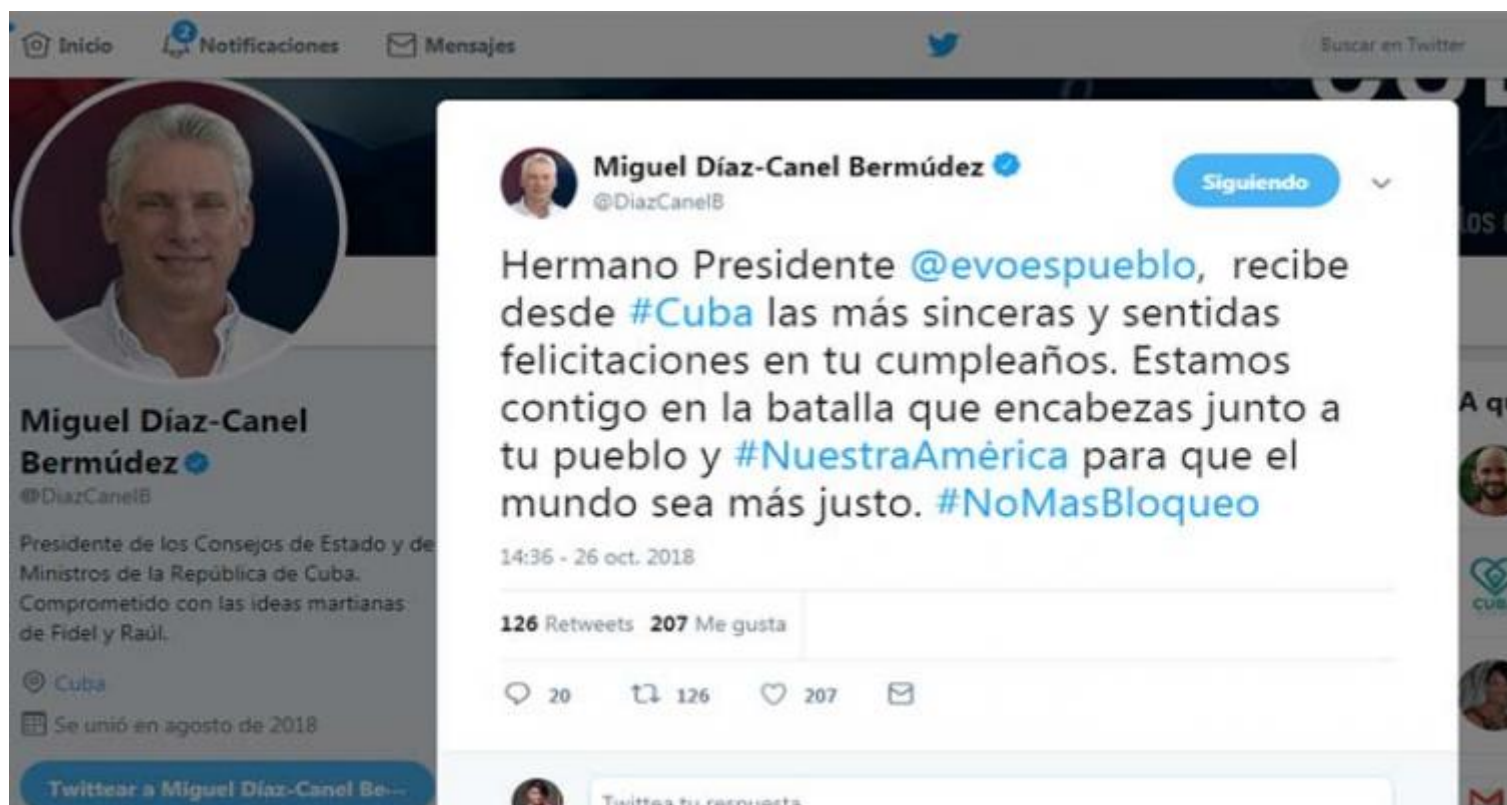 Inicio
2
Notificaciones
Mensajes
Buscar en Twitter
Miguel Díaz-Canel
Bermúdez
@DiazCanelB
Presidente de los Consejos de Estado y de
Ministros de la República de Cuba.
Comprometido con las ideas martianas
de Fidel y Raúl.
Cuba
Se unió en agosto de 2018
Twittear a Miguel Díaz-Canel Be...
Miguel Díaz-Canel Bermúdez
@DiazCanelB
Siguiendo
Hermano Presidente @evoespueblo, recibe
desde #Cuba las más sinceras y sentidas
felicitaciones en tu cumpleaños. Estamos
contigo en la batalla que encabezas junto a
tu pueblo y #NuestraAmérica para que el
mundo sea más justo. #NoMasBloqueo
14:36 - 26 oct. 2018
126 Retweets 207 Me gusta
20 126 207
Twittea tu respuesta